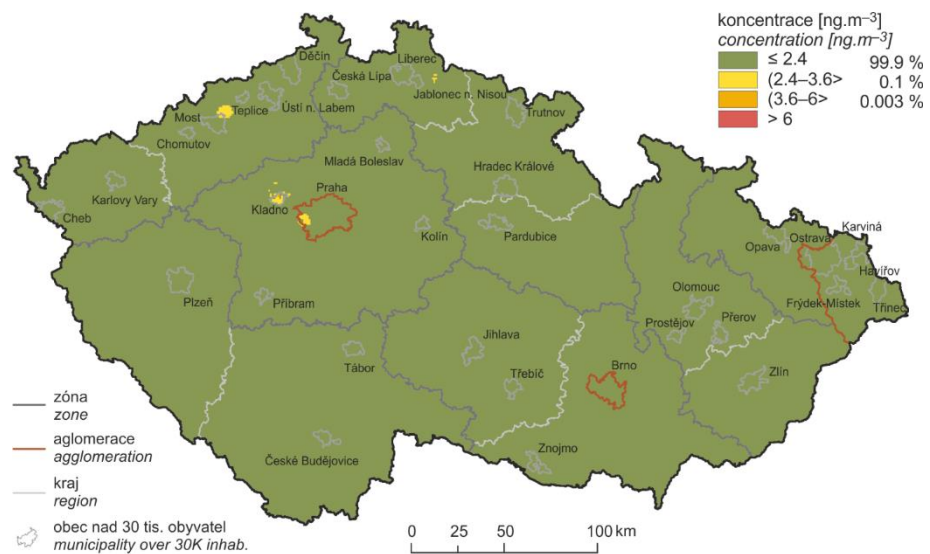 koncentrace [ng.m⁻³]
concentration [ng.m⁻³]
≤ 2.4 99.9 %
(2.4–3.6> 0.1 %
(3.6–6> 0.003 %
> 6
Děčín
Liberec
Česká Lípa
Jablonec n. Nisou
Teplice
Ústí n. Labem
Most
Trutnov
Chomutov
Mladá Boleslav
Hradec Králové
Karlovy Vary
Praha
Kladno
Cheb
Kolín
Pardubice
Karviná
Ostrava
Opava
Havířov
Olomouc
Plzeň
Příbram
Frýdek-Místek
Třinec
Přerov
Prostějov
Jihlava
Tábor
Třebíč
Brno
Zlín
Znojmo
České Budějovice
zóna
zone
aglomerace
agglomeration
kraj
region
obec nad 30 tis. obyvatel
municipality over 30K inhab.
0 25 50 100 km